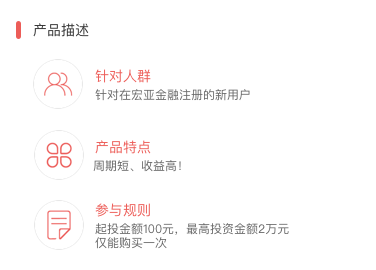 产品描述
针对人群
针对在宏亚金融注册的新用户
产品特点
周期短、收益高！
参与规则
起投金额100元，最高投资金额2万元
仅能购买一次